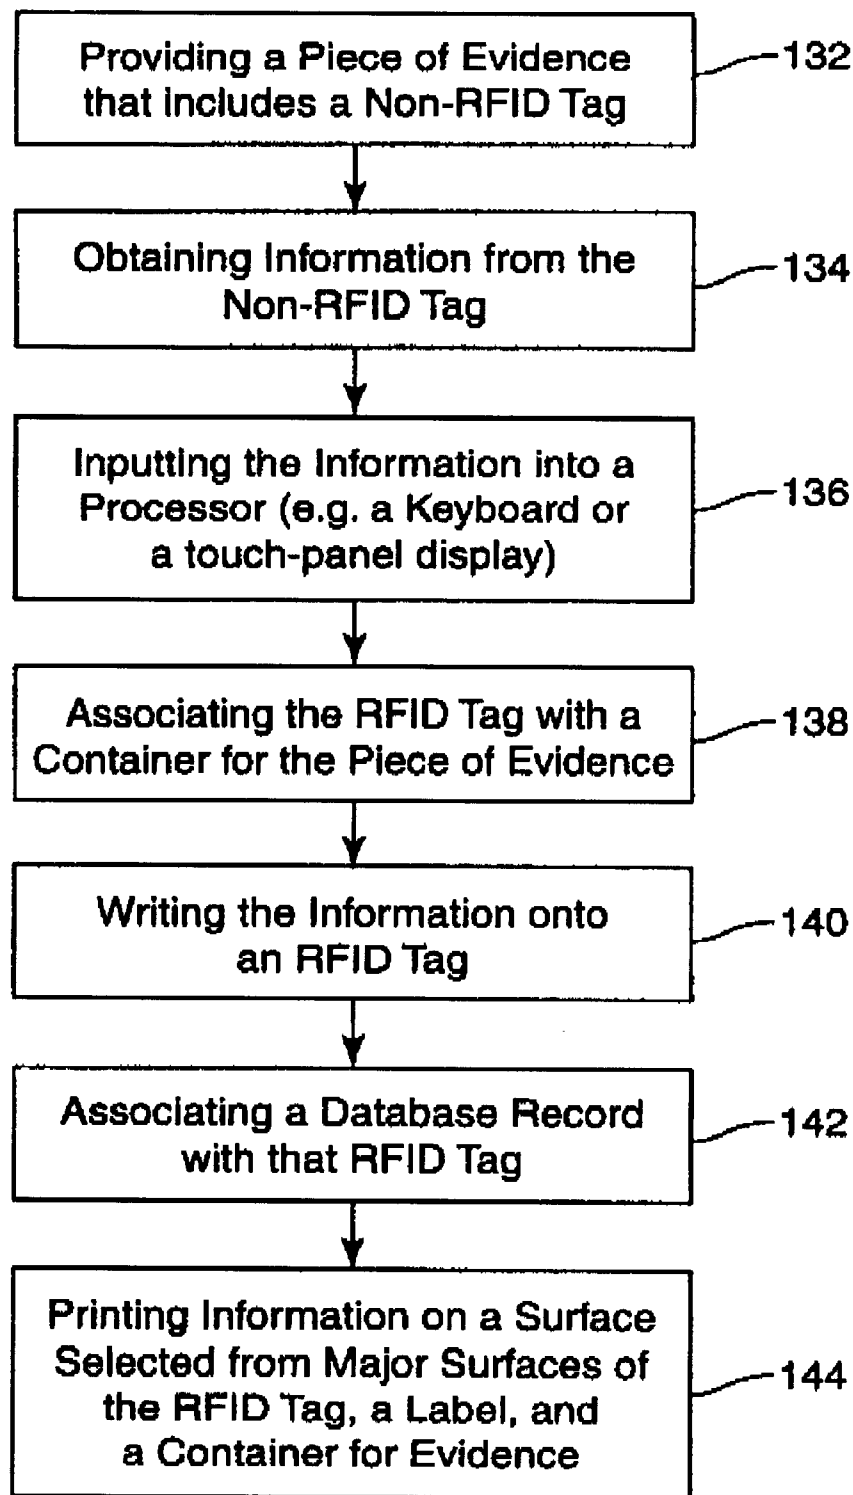 Providing a Piece of Evidence
that includes a Non-RFID Tag
132
Obtaining Information from the
Non-RFID Tag
134
Inputting the Information into a
Processor (e.g. a Keyboard or
a touch-panel display)
136
Associating the RFID Tag with a
Container for the Piece of Evidence
138
Writing the Information onto
an RFID Tag
140
Associating a Database Record
with that RFID Tag
142
Printing Information on a Surface
Selected from Major Surfaces of
the RFID Tag, a Label, and
a Container for Evidence
144